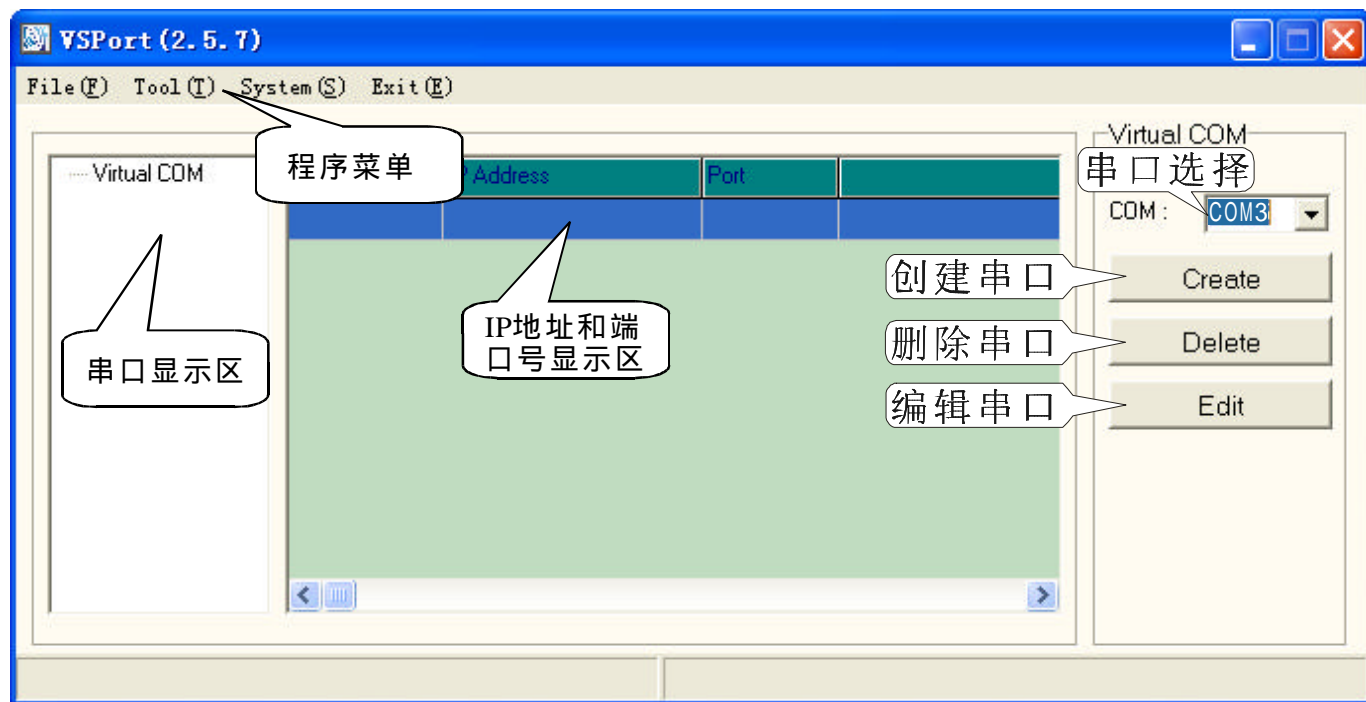 VSPort(2.5.7)
File(F) Tool(T) System(S) Exit(E)
程序菜单
Virtual COM
Address
Port
Virtual COM
串口选择
COM :
COM3
创建串口
Create
IP地址和端
口号显示区
删除串口
Delete
串口显示区
编辑串口
Edit